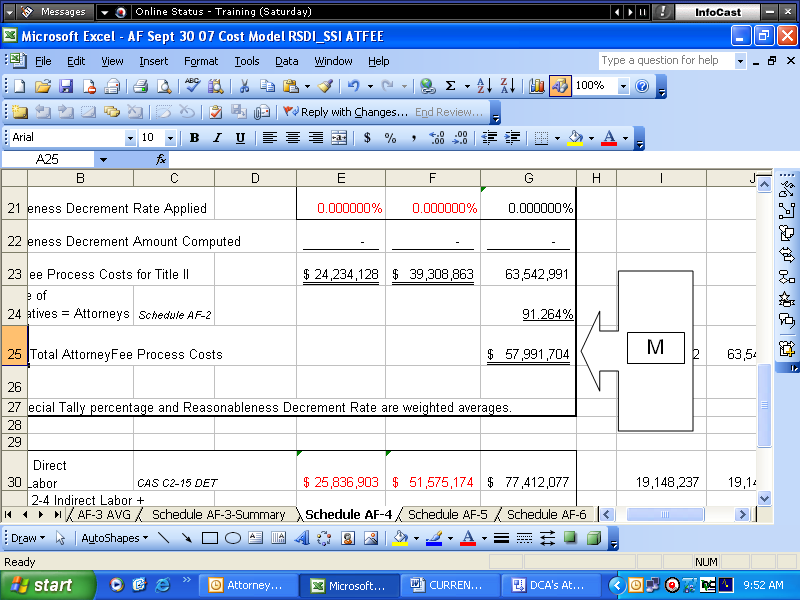 Messages Online Status - Training (Saturday) InfoCast
Microsoft Excel - AF Sept 30 07 Cost Model RSDI_SSI ATFEE
File Edit View Insert Format Tools Data Window Help Type a question for help
100%
Reply with Changes... End Review...
Arial 10 B I U $ % ,
A25 fx
B C D E F G H I J
21 eness Decrement Rate Applied 0.000000% 0.000000% 0.000000%
22 eness Decrement Amount Computed - - -
23 ee Process Costs for Title II $ 24,234,128 $ 39,308,863 63,542,991
e of
24 atives = Attorneys Schedule AF-2 91.264%
25 Total AttorneyFee Process Costs $ 57,991,704 M 2 63,54
26
27 ecial Tally percentage and Reasonableness Decrement Rate are weighted averages.
28
29
Direct
30 Labor CAS C2-15 DET $ 25,836,903 $ 51,575,174 $ 77,412,077 19,148,237 19,14
2-4 Indirect Labor +
AF-3 AVG Schedule AF-3-Summary Schedule AF-4 Schedule AF-5 Schedule AF-6
Draw AutoShapes
Ready NUM
start Attorney... Microsoft... CURREN... DCA's At... 9:52 AM